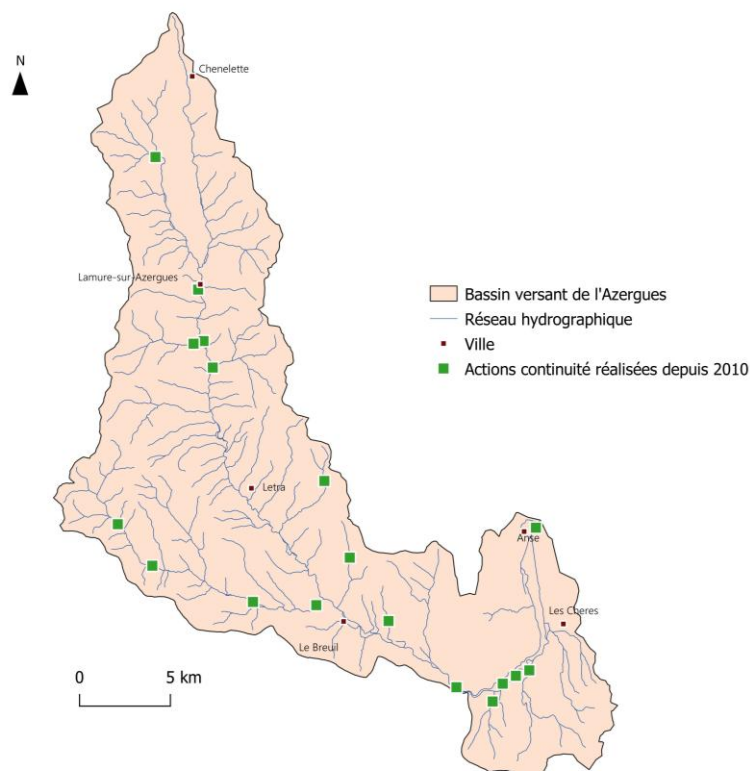 N
Chenelette
Lamure-sur-Azergues
Bassin versant de l'Azergues
Réseau hydrographique
Ville
Actions continuité réalisées depuis 2010
Letra
Anse
Les Cheres
Le Breuil
0 5 km